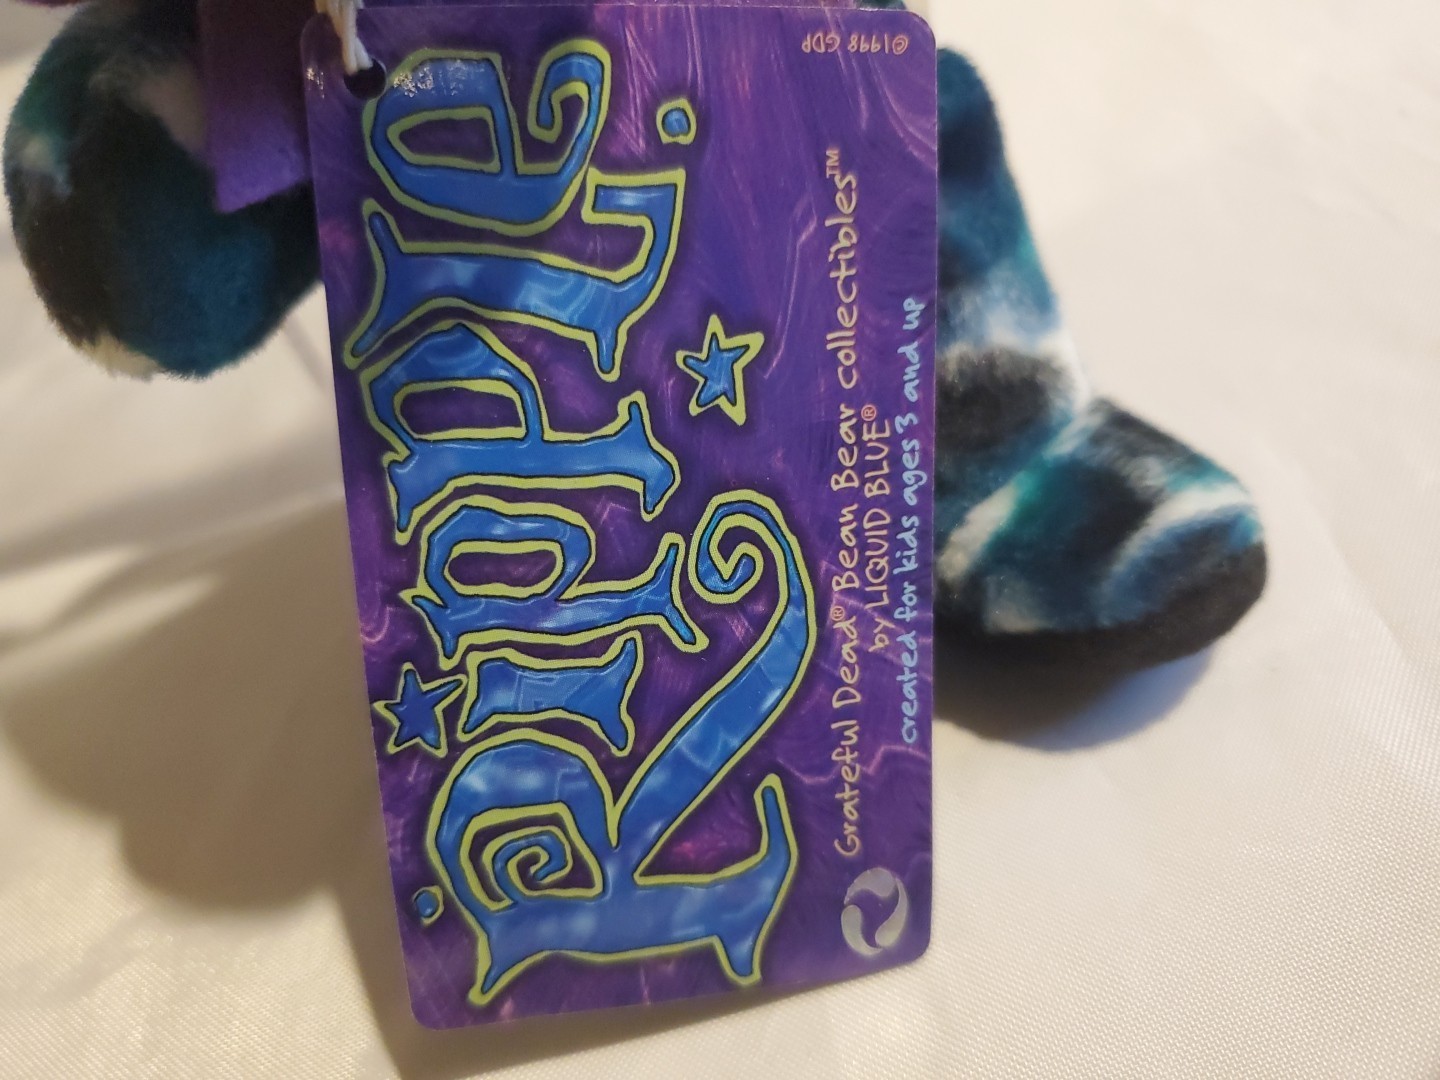 Ripple
Grateful Dead® Bean Bear collectibles™
by LIQUID BLUE®
created for kids ages 3 and up
©1998 GDP